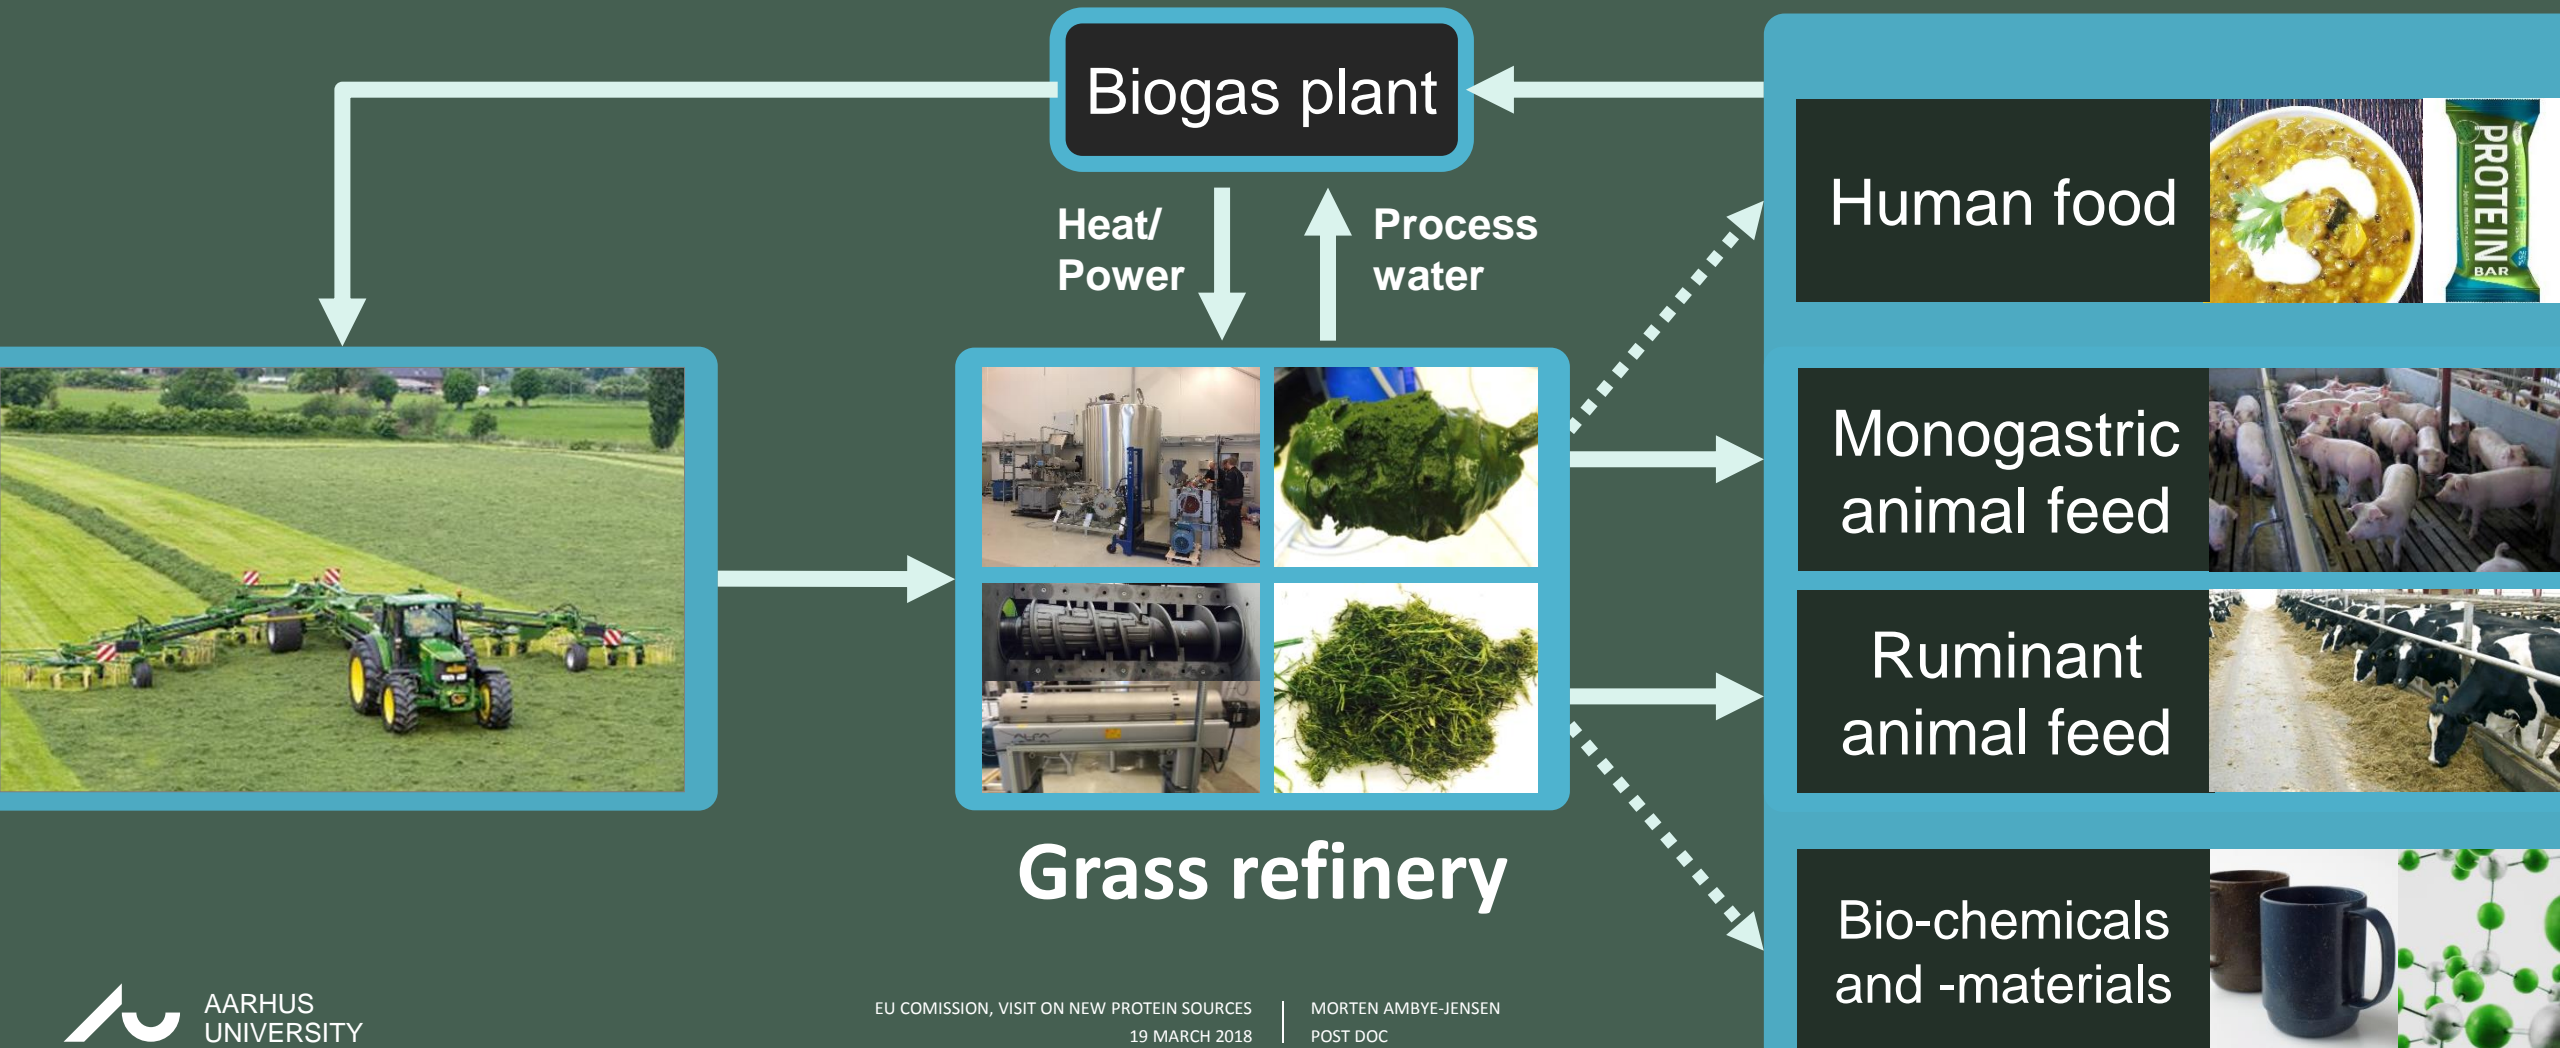 Biogas plant
Heat/
Power
Process
water
Human food
PROTEIN
BAR
Monogastric
animal feed
Ruminant
animal feed
Grass refinery
Bio-chemicals
and -materials
AARHUS
UNIVERSITY
EU COMISSION, VISIT ON NEW PROTEIN SOURCES
19 MARCH 2018
MORTEN AMBYE-JENSEN
POST DOC